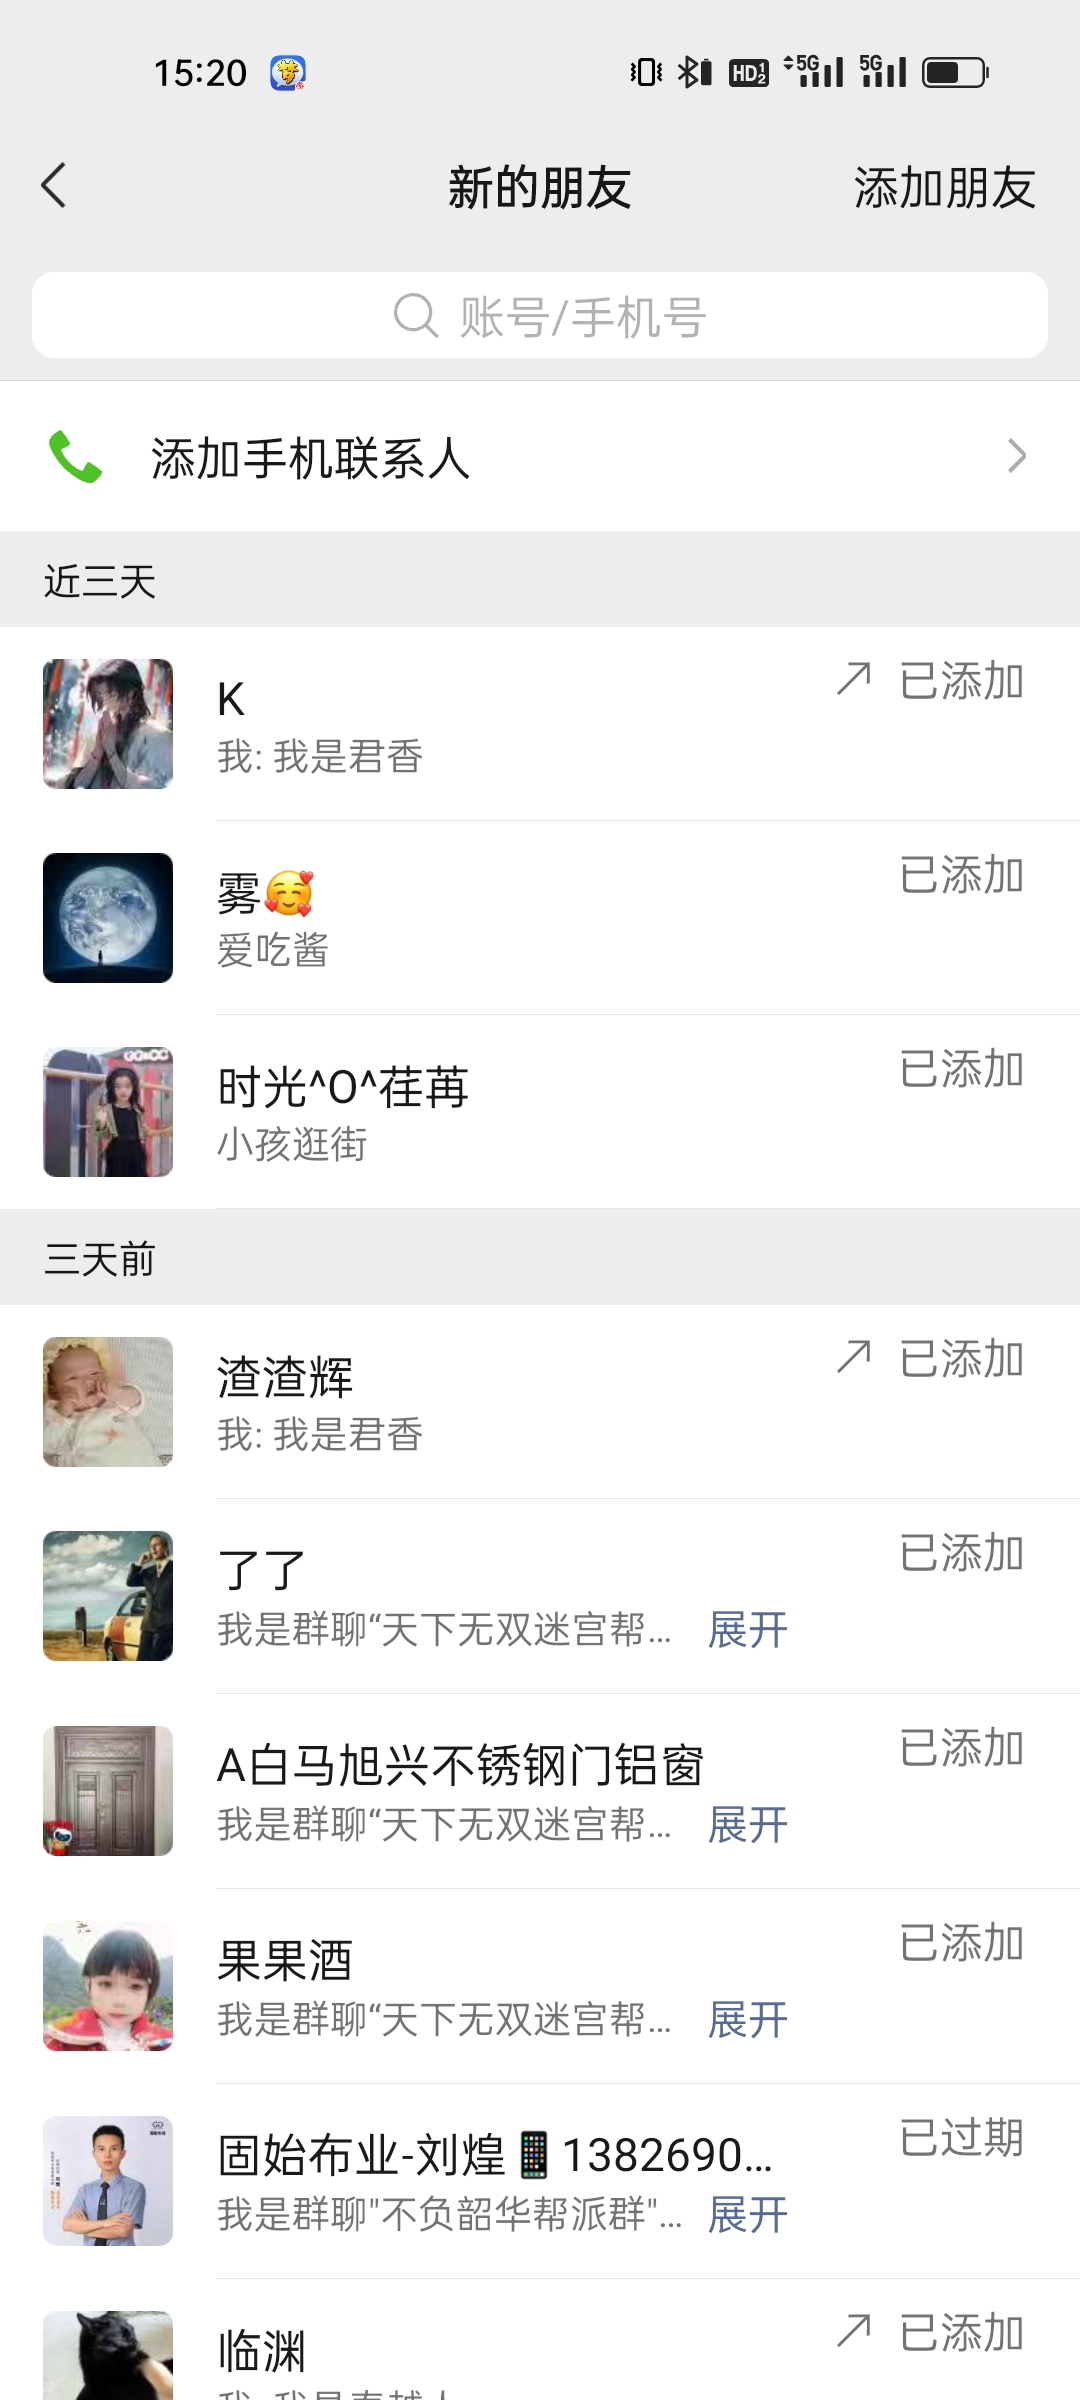 15:20
HD 1 2 5G 5G
新的朋友 添加朋友
账号/手机号
添加手机联系人
近三天
K
已添加
我: 我是君香
雾🥰
已添加
爱吃酱
时光^O^荏苒
已添加
小孩逛街
三天前
渣渣辉
已添加
我: 我是君香
了了
已添加
我是群聊“天下无双迷宫帮... 展开
A白马旭兴不锈钢门铝窗
已添加
我是群聊“天下无双迷宫帮... 展开
果果酒
已添加
我是群聊“天下无双迷宫帮... 展开
固始布业-刘煌📱1382690...
已过期
我是群聊"不负韶华帮派群"... 展开
临渊
已添加